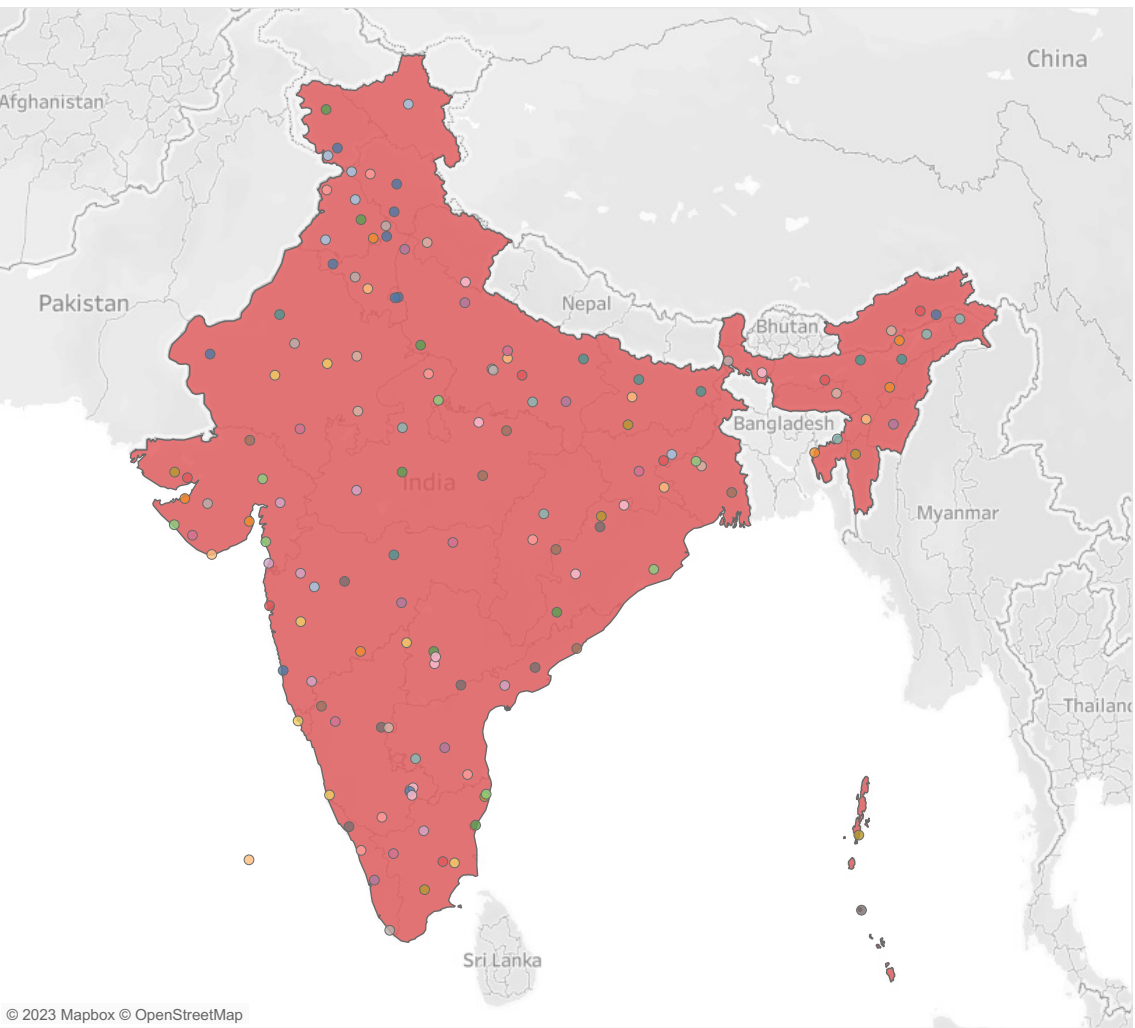 China
Afghanistan
Pakistan
Nepal
Bhutan
Bangladesh
India
Myanmar
Thailand
Sri Lanka
© 2023 Mapbox © OpenStreetMap